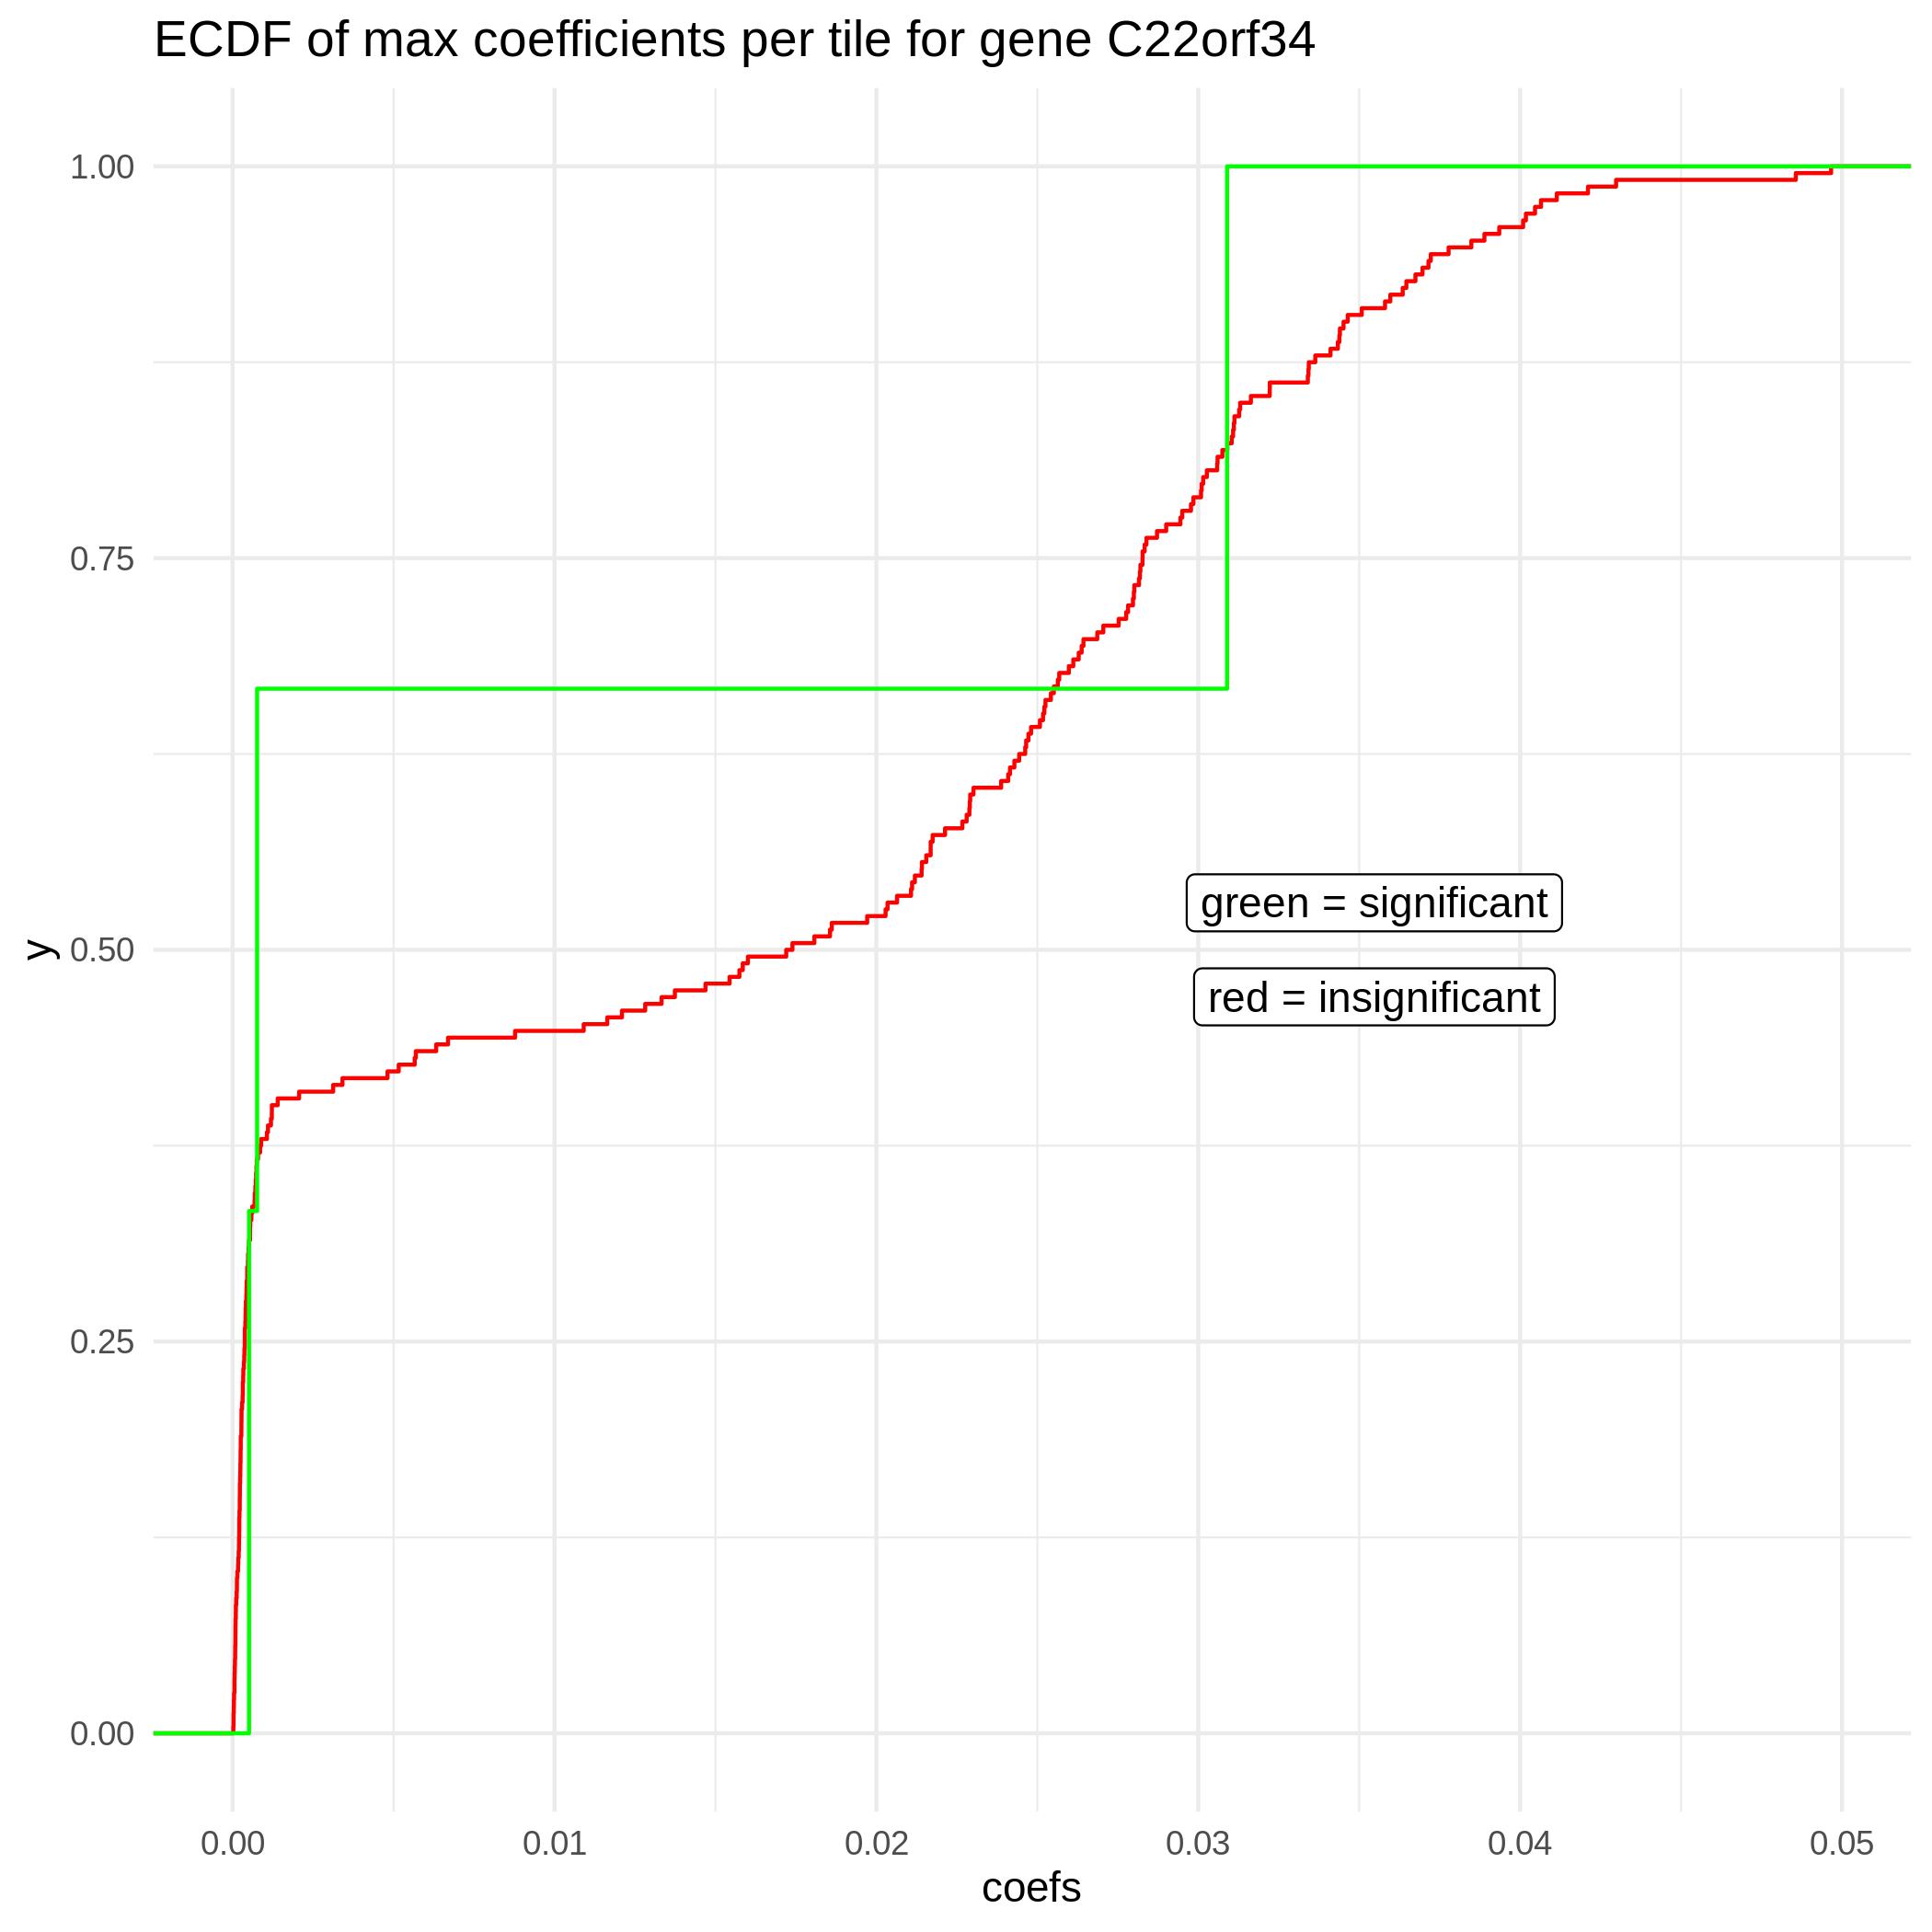 ECDF of max coefficients per tile for gene C22orf34
1.00
0.75
0.50
0.25
0.00
y
green = significant
red = insignificant
0.00 0.01 0.02 0.03 0.04 0.05
coefs